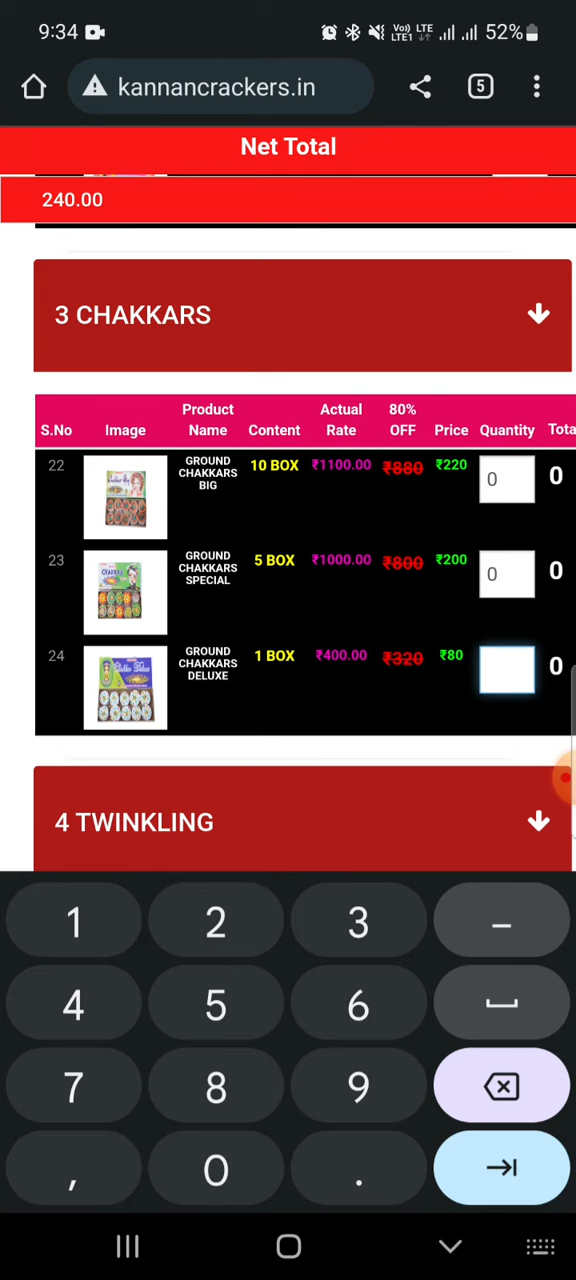 9:34
Vo) LTE
LTE1
52%
kannancrackers.in
5
Net Total
240.00
3 CHAKKARS
S.No Image Product Name Content Actual Rate 80% OFF Price Quantity Tota
22 GROUND CHAKKARS BIG 10 BOX ₹1100.00 ₹880 ₹220 0 0
23 GROUND CHAKKARS SPECIAL 5 BOX ₹1000.00 ₹800 ₹200 0 0
24 GROUND CHAKKARS DELUXE 1 BOX ₹400.00 ₹320 ₹80 0
4 TWINKLING
1 2 3 –
4 5 6
7 8 9
, 0 .